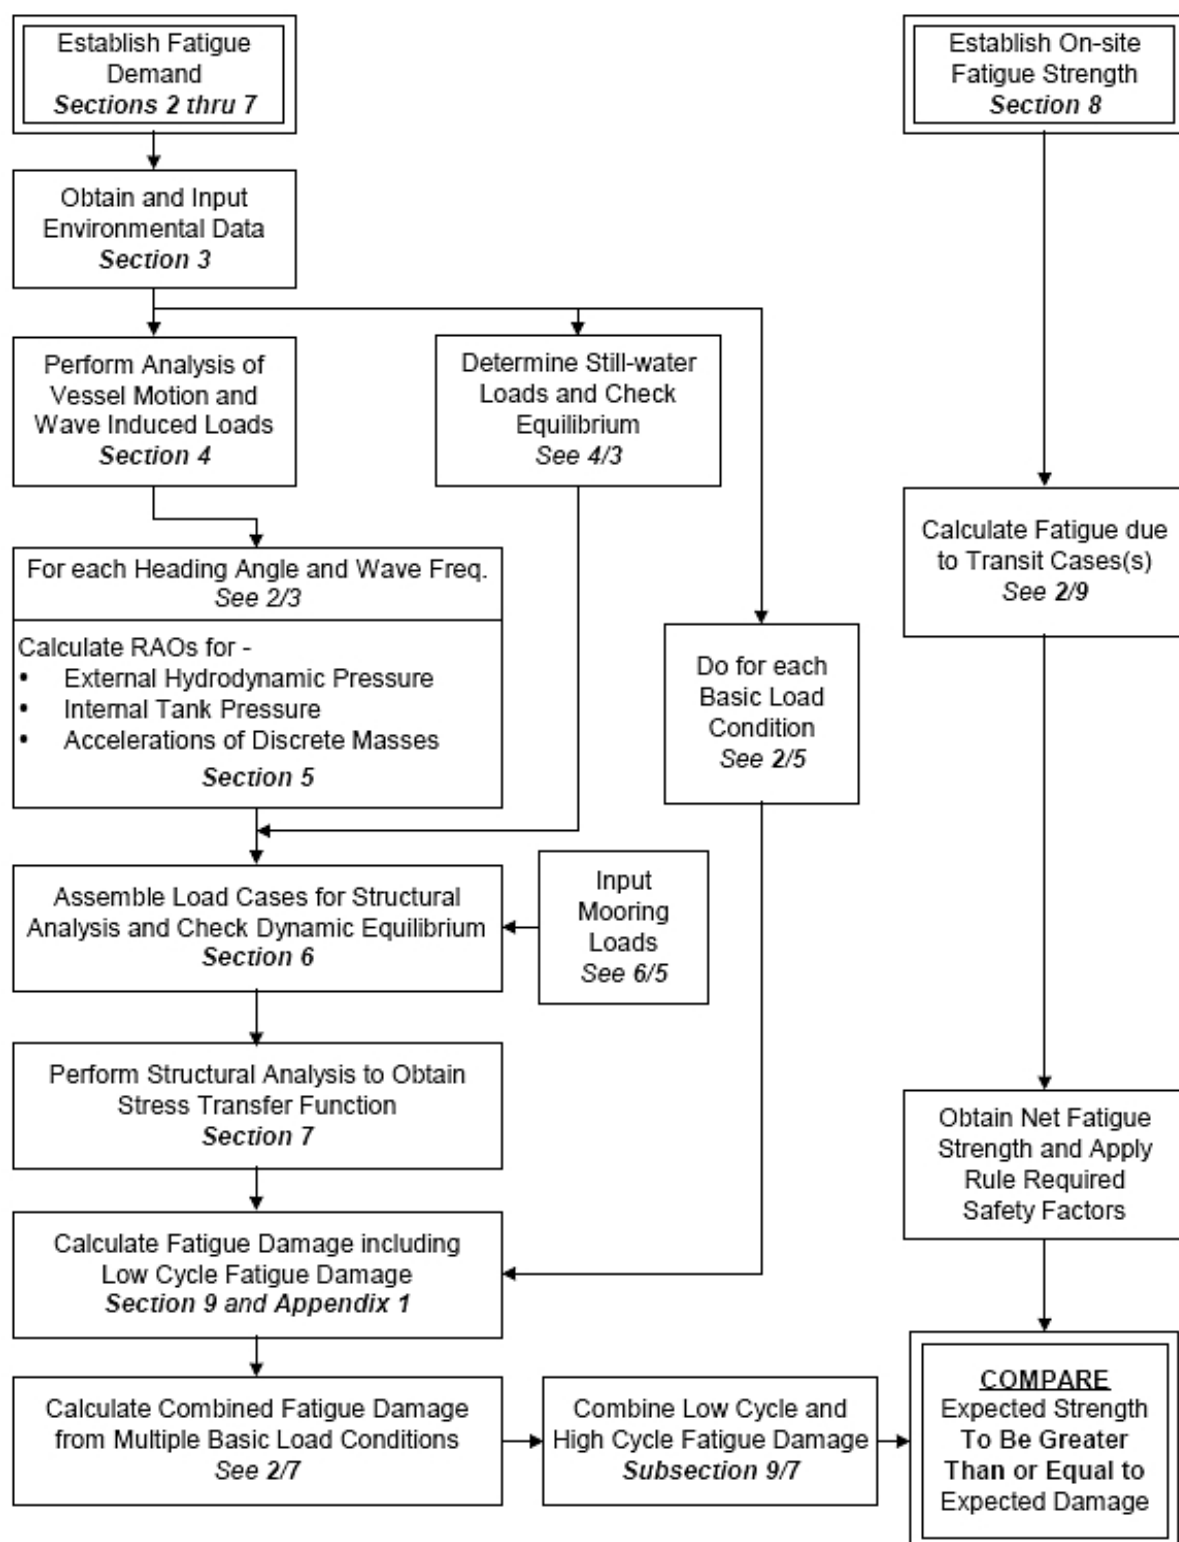 Establish Fatigue
Demand
Sections 2 thru 7
Establish On-site
Fatigue Strength
Section 8
Obtain and Input
Environmental Data
Section 3
Perform Analysis of
Vessel Motion and
Wave Induced Loads
Section 4
Determine Still-water
Loads and Check
Equilibrium
See 4/3
Calculate Fatigue due
to Transit Cases(s)
See 2/9
For each Heading Angle and Wave Freq.
See 2/3
Calculate RAOs for -
• External Hydrodynamic Pressure
• Internal Tank Pressure
• Accelerations of Discrete Masses
Section 5
Do for each
Basic Load
Condition
See 2/5
Assemble Load Cases for Structural
Analysis and Check Dynamic Equilibrium
Section 6
Input
Mooring
Loads
See 6/5
Perform Structural Analysis to Obtain
Stress Transfer Function
Section 7
Obtain Net Fatigue
Strength and Apply
Rule Required
Safety Factors
Calculate Fatigue Damage including
Low Cycle Fatigue Damage
Section 9 and Appendix 1
Calculate Combined Fatigue Damage
from Multiple Basic Load Conditions
See 2/7
Combine Low Cycle and
High Cycle Fatigue Damage
Subsection 9/7
COMPARE
Expected Strength
To Be Greater
Than or Equal to
Expected Damage